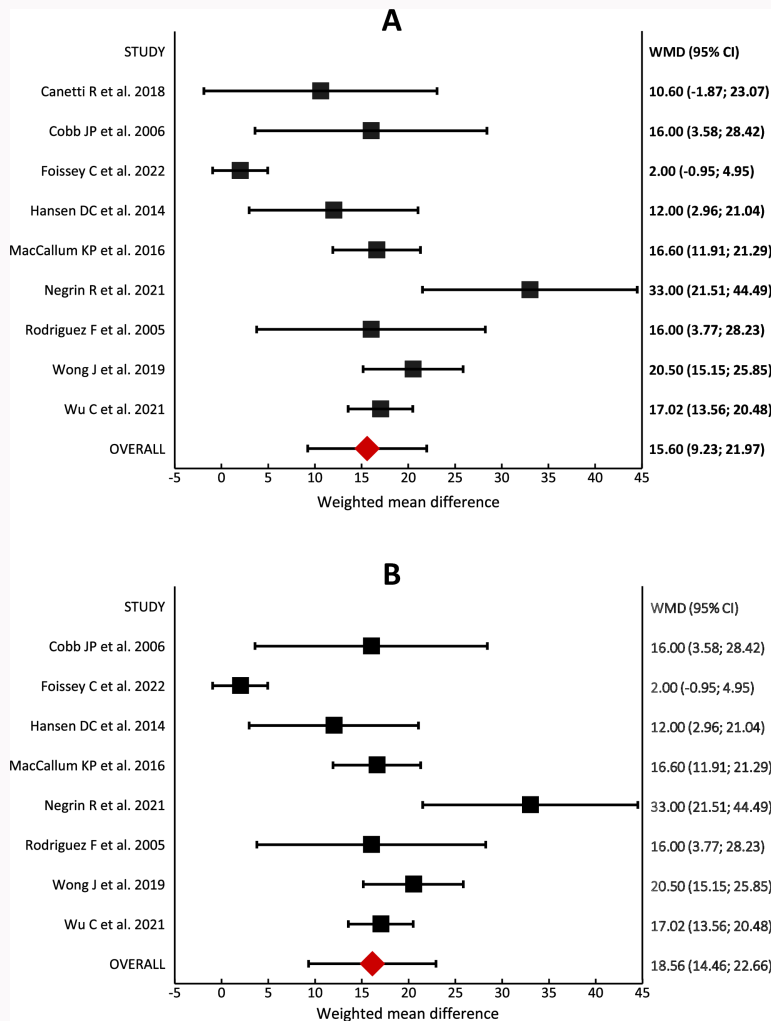 A
STUDY WMD (95% CI)
Canetti R et al. 2018 10.60 (-1.87; 23.07)
Cobb JP et al. 2006 16.00 (3.58; 28.42)
Foissey C et al. 2022 2.00 (-0.95; 4.95)
Hansen DC et al. 2014 12.00 (2.96; 21.04)
MacCallum KP et al. 2016 16.60 (11.91; 21.29)
Negrin R et al. 2021 33.00 (21.51; 44.49)
Rodriguez F et al. 2005 16.00 (3.77; 28.23)
Wong J et al. 2019 20.50 (15.15; 25.85)
Wu C et al. 2021 17.02 (13.56; 20.48)
OVERALL 15.60 (9.23; 21.97)
-5 0 5 10 15 20 25 30 35 40 45
Weighted mean difference
B
STUDY WMD (95% CI)
Cobb JP et al. 2006 16.00 (3.58; 28.42)
Foissey C et al. 2022 2.00 (-0.95; 4.95)
Hansen DC et al. 2014 12.00 (2.96; 21.04)
MacCallum KP et al. 2016 16.60 (11.91; 21.29)
Negrin R et al. 2021 33.00 (21.51; 44.49)
Rodriguez F et al. 2005 16.00 (3.77; 28.23)
Wong J et al. 2019 20.50 (15.15; 25.85)
Wu C et al. 2021 17.02 (13.56; 20.48)
OVERALL 18.56 (14.46; 22.66)
-5 0 5 10 15 20 25 30 35 40 45
Weighted mean difference